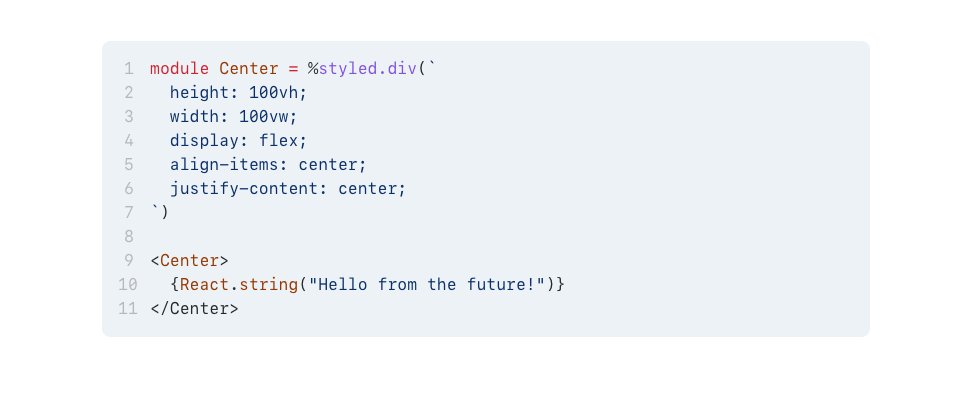 1 module Center = %styled.div(`
2   height: 100vh;
3   width: 100vw;
4   display: flex;
5   align-items: center;
6   justify-content: center;
7 `)
8
9 <Center>
10   {React.string("Hello from the future!")}
11 </Center>